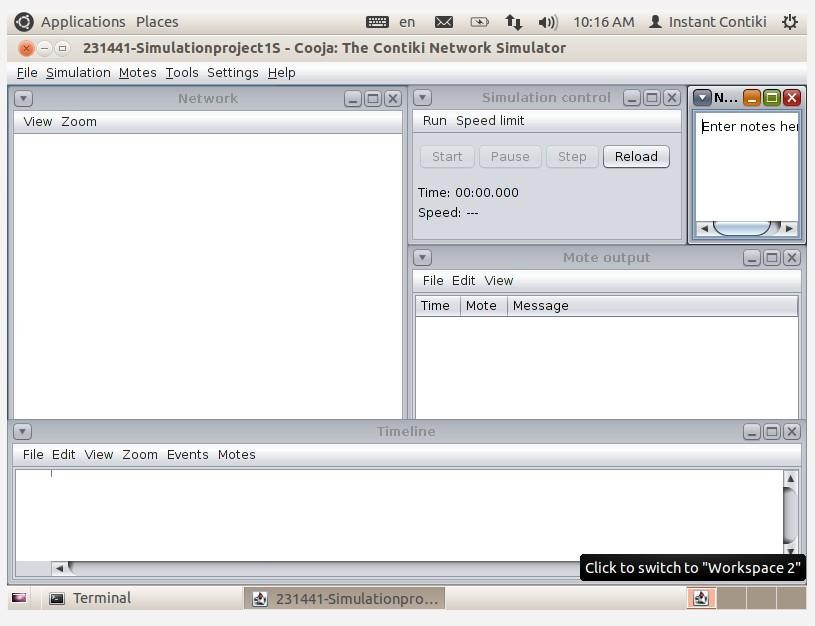 Applications Places en 10:16 AM Instant Contiki
231441-Simulationproject1S - Cooja: The Contiki Network Simulator
File Simulation Motes Tools Settings Help
Network
View Zoom
Simulation control
Run Speed limit
Start Pause Step Reload
Time: 00:00.000
Speed: ---
N...
Enter notes her
Mote output
File Edit View
Time Mote Message
Timeline
File Edit View Zoom Events Motes
Click to switch to "Workspace 2"
Terminal 231441-Simulationpro...